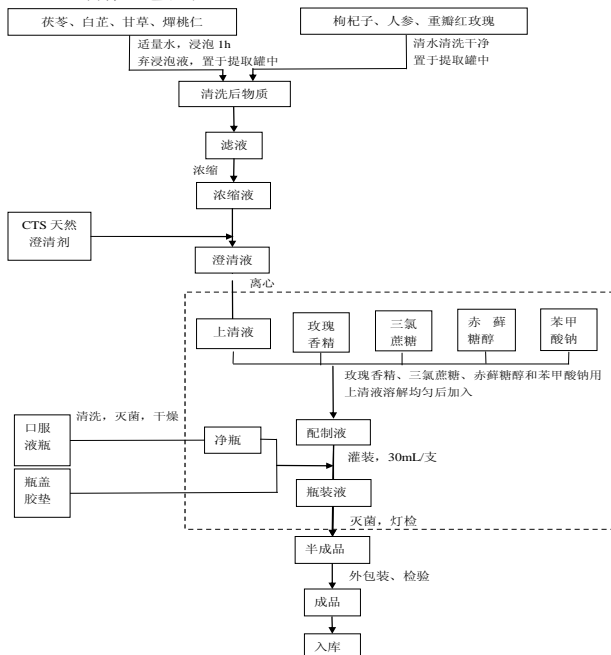 茯苓、白芷、甘草、燀桃仁
枸杞子、人参、重瓣红玫瑰
适量水，浸泡 1h
弃浸泡液，置于提取罐中
清水清洗干净
置于提取罐中
清洗后物质
滤液
浓缩
浓缩液
CTS 天然
澄清剂
澄清液
离心
上清液
玫瑰
香精
三氯
蔗糖
赤 藓
糖醇
苯甲
酸钠
玫瑰香精、三氯蔗糖、赤藓糖醇和苯甲酸钠用
上清液溶解均匀后加入
口服
液瓶
清洗，灭菌，干燥
净瓶
配制液
灌装，30mL/支
瓶盖
胶垫
瓶装液
灭菌，灯检
半成品
外包装、检验
成品
入库